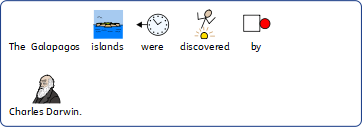 The Galapagos islands were discovered by
Charles Darwin.